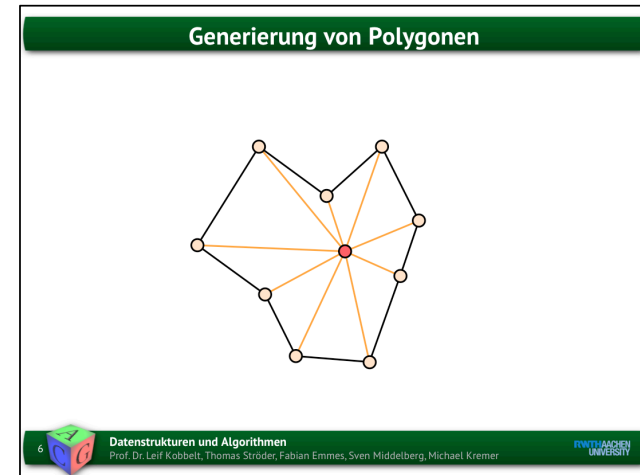 Generierung von Polygonen
6
A
C G
Datenstrukturen und Algorithmen
Prof. Dr. Leif Kobbelt, Thomas Ströder, Fabian Emmes, Sven Middelberg, Michael Kremer
RWTHAACHEN
UNIVERSITY